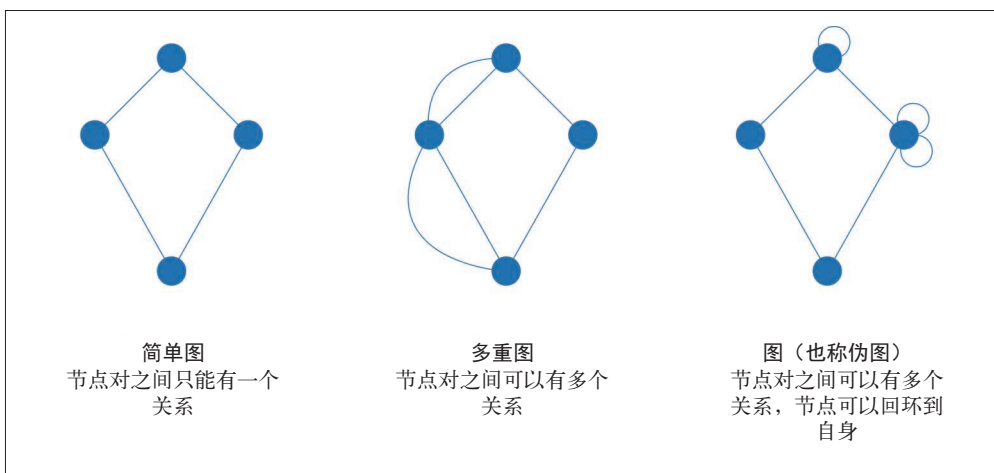 简单图
节点对之间只能有一个
关系
多重图
节点对之间可以有多个
关系
图（也称伪图）
节点对之间可以有多个
关系，节点可以回环到
自身